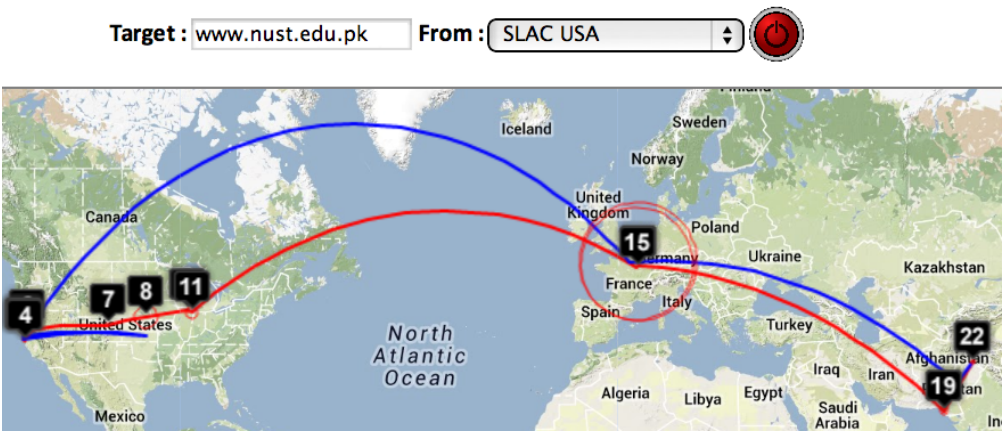 Target : www.nust.edu.pk From : SLAC USA
Iceland
Sweden
Norway
United
Kingdom
Canada
Poland
15
Germany
Ukraine
Kazakhstan
France
4
7
8
11
Italy
Spain
United States
Turkey
North
Atlantic
Ocean
22
Afghanistan
Iraq
Iran
19
Algeria
Libya
Egypt
Saudi
Arabia
Mexico